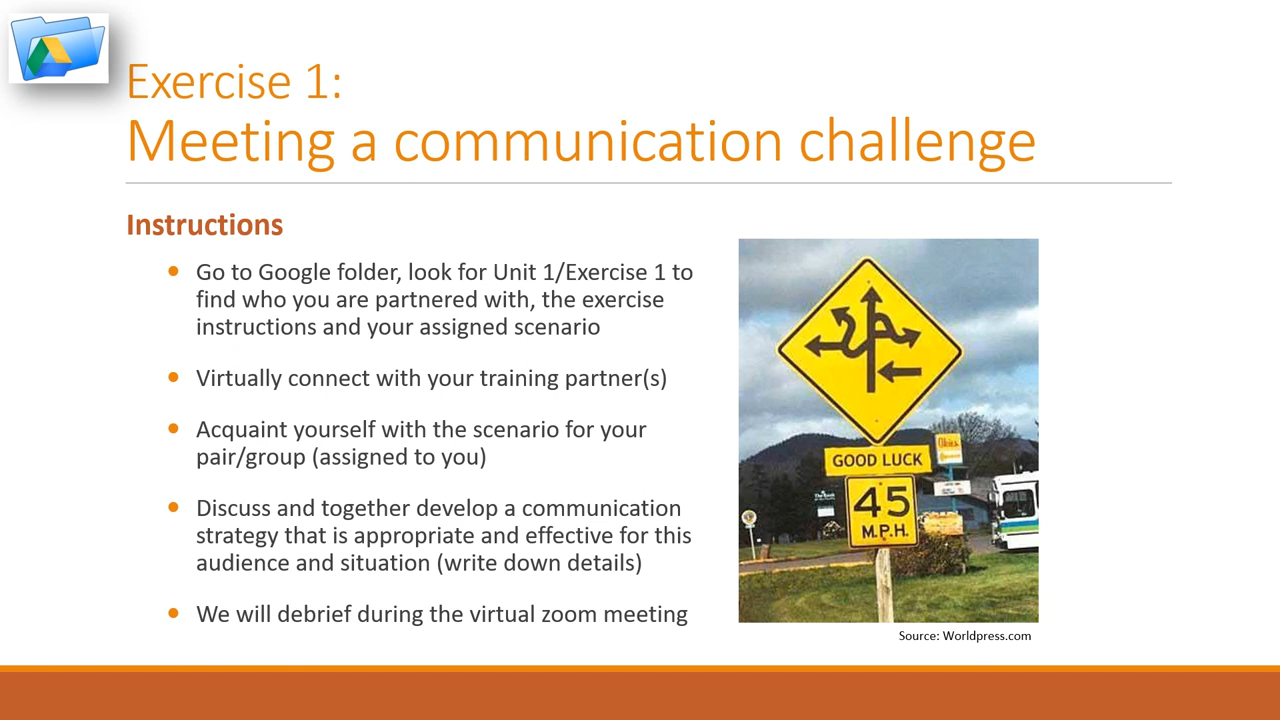 Exercise 1:
Meeting a communication challenge
Instructions
Go to Google folder, look for Unit 1/Exercise 1 to
find who you are partnered with, the exercise
instructions and your assigned scenario
Virtually connect with your training partner(s)
Acquaint yourself with the scenario for your
pair/group (assigned to you)
Discuss and together develop a communication
strategy that is appropriate and effective for this
audience and situation (write down details)
We will debrief during the virtual zoom meeting
GOOD LUCK
45
M.P.H.
Source: Worldpress.com